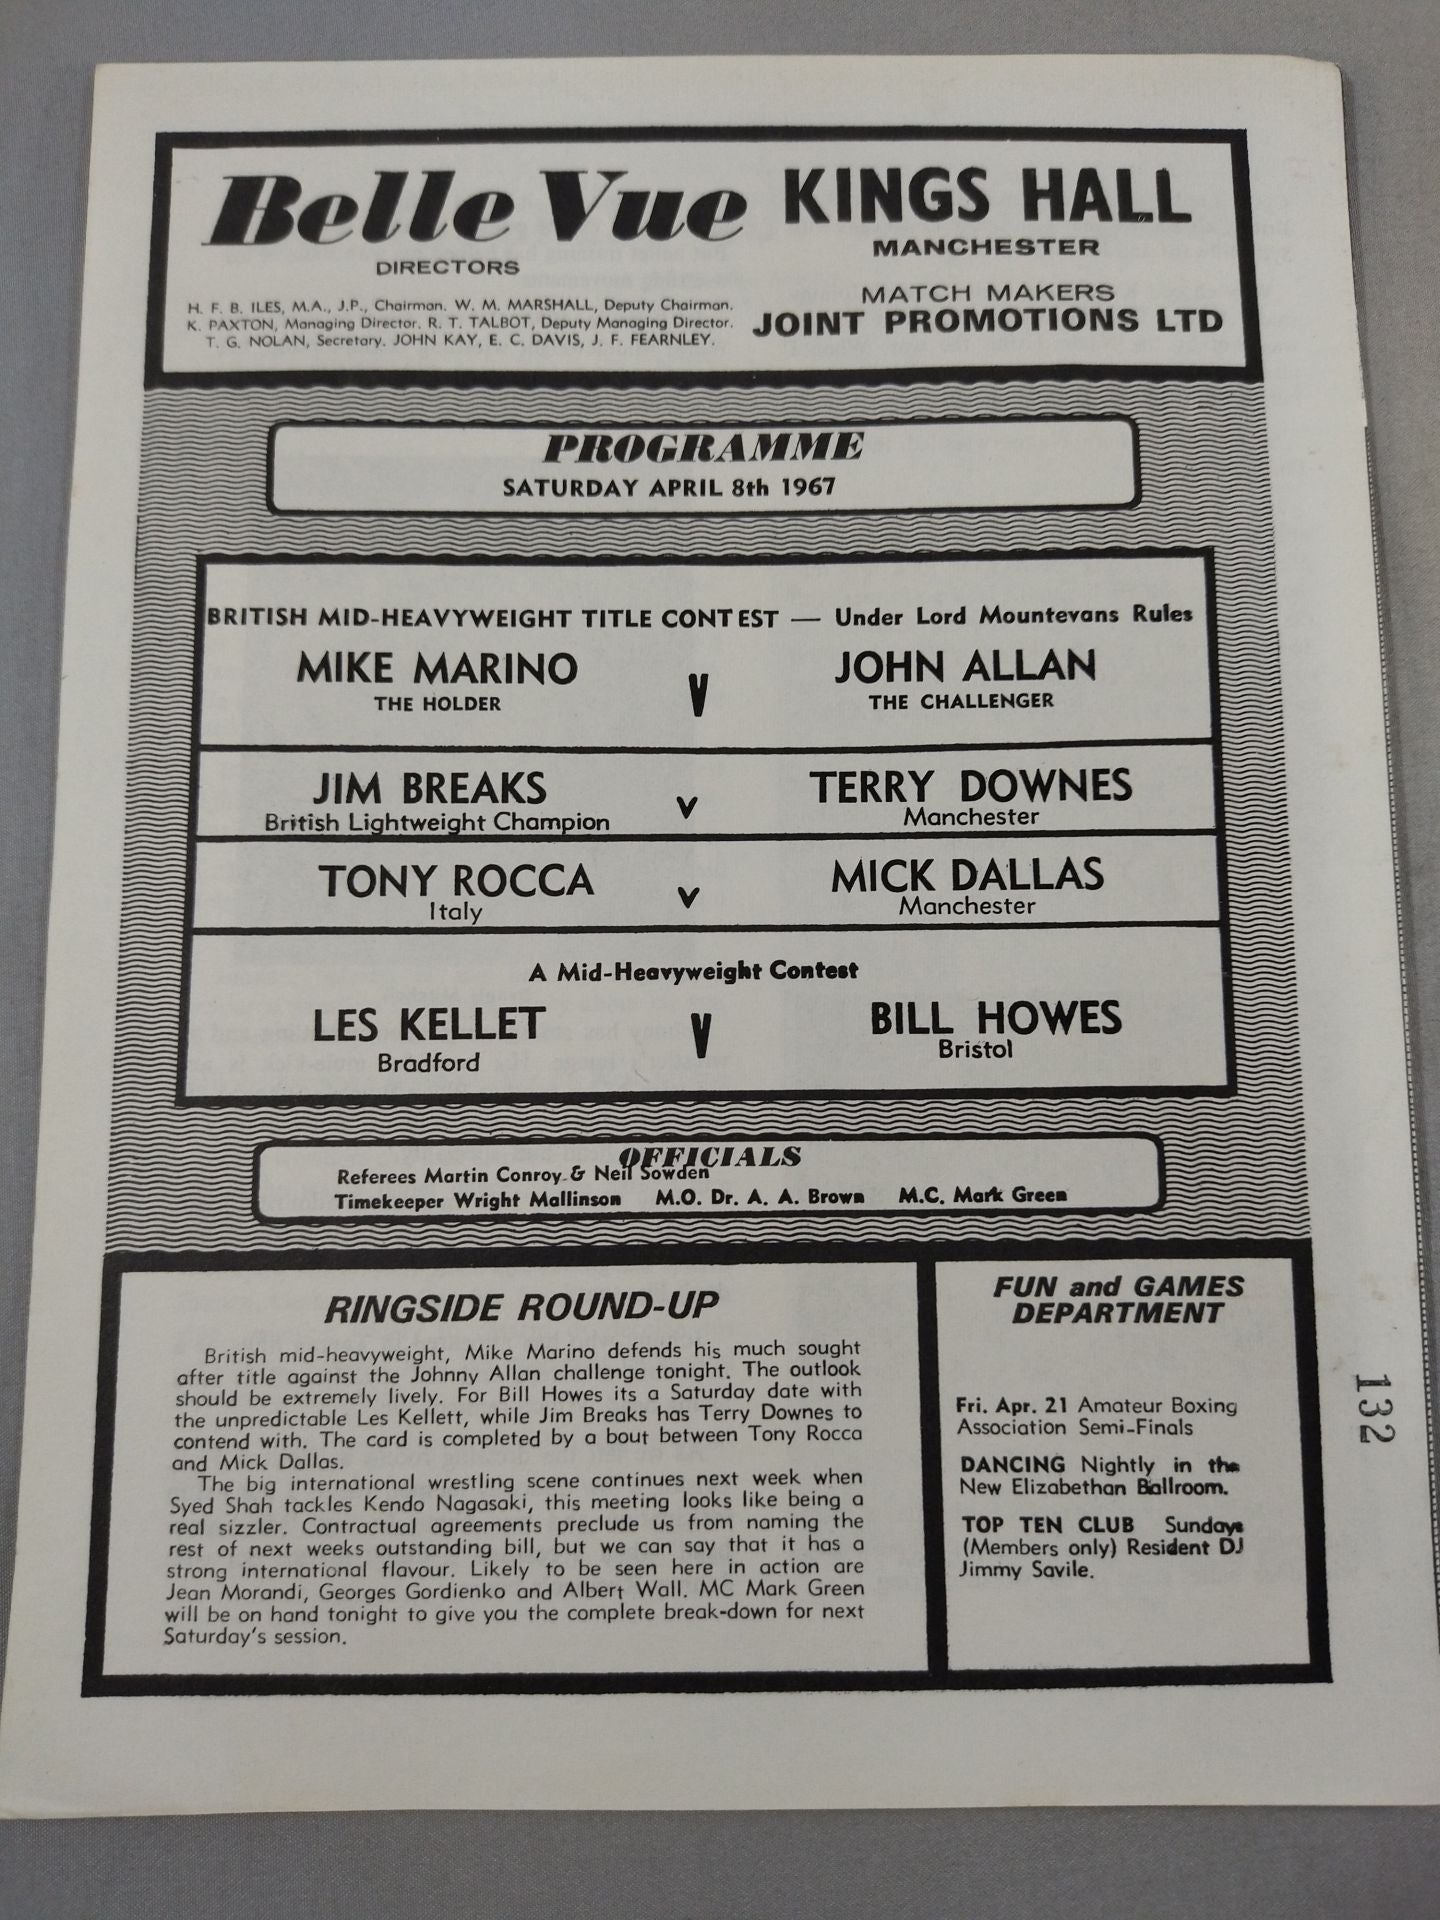 Belle Vue
DIRECTORS
H. F. B. ILES, M.A., J.P., Chairman. W. M. MARSHALL, Deputy Chairman.
K. PAXTON, Managing Director. R. T. TALBOT, Deputy Managing Director.
T. G. NOLAN, Secretary. JOHN KAY, E. C. DAVIS, J. F. FEARNLEY.
KINGS HALL
MANCHESTER
MATCH MAKERS
JOINT PROMOTIONS LTD
PROGRAMME
SATURDAY APRIL 8th 1967
BRITISH MID-HEAVYWEIGHT TITLE CONTEST — Under Lord Mountevans Rules
MIKE MARINO v JOHN ALLAN
THE HOLDER THE CHALLENGER
JIM BREAKS v TERRY DOWNES
British Lightweight Champion Manchester
TONY ROCCA v MICK DALLAS
Italy Manchester
A Mid-Heavyweight Contest
LES KELLET v BILL HOWES
Bradford Bristol
OFFICIALS
Referees Martin Conroy & Neil Sowden
Timekeeper Wright Mallinson M.O. Dr. A. A. Brown M.C. Mark Green
RINGSIDE ROUND-UP
British mid-heavyweight, Mike Marino defends his much sought
after title against the Johnny Allan challenge tonight. The outlook
should be extremely lively. For Bill Howes its a Saturday date with
the unpredictable Les Kellett, while Jim Breaks has Terry Downes to
contend with. The card is completed by a bout between Tony Rocca
and Mick Dallas.
The big international wrestling scene continues next week when
Syed Shah tackles Kendo Nagasaki, this meeting looks like being a
real sizzler. Contractual agreements preclude us from naming the
rest of next weeks outstanding bill, but we can say that it has a
strong international flavour. Likely to be seen here in action are
Jean Morandi, Georges Gordienko and Albert Wall. MC Mark Green
will be on hand tonight to give you the complete break-down for next
Saturday's session.
FUN and GAMES
DEPARTMENT
Fri. Apr. 21 Amateur Boxing
Association Semi-Finals
DANCING Nightly in the
New Elizabethan Ballroom.
TOP TEN CLUB Sundays
(Members only) Resident DJ
Jimmy Savile.
132